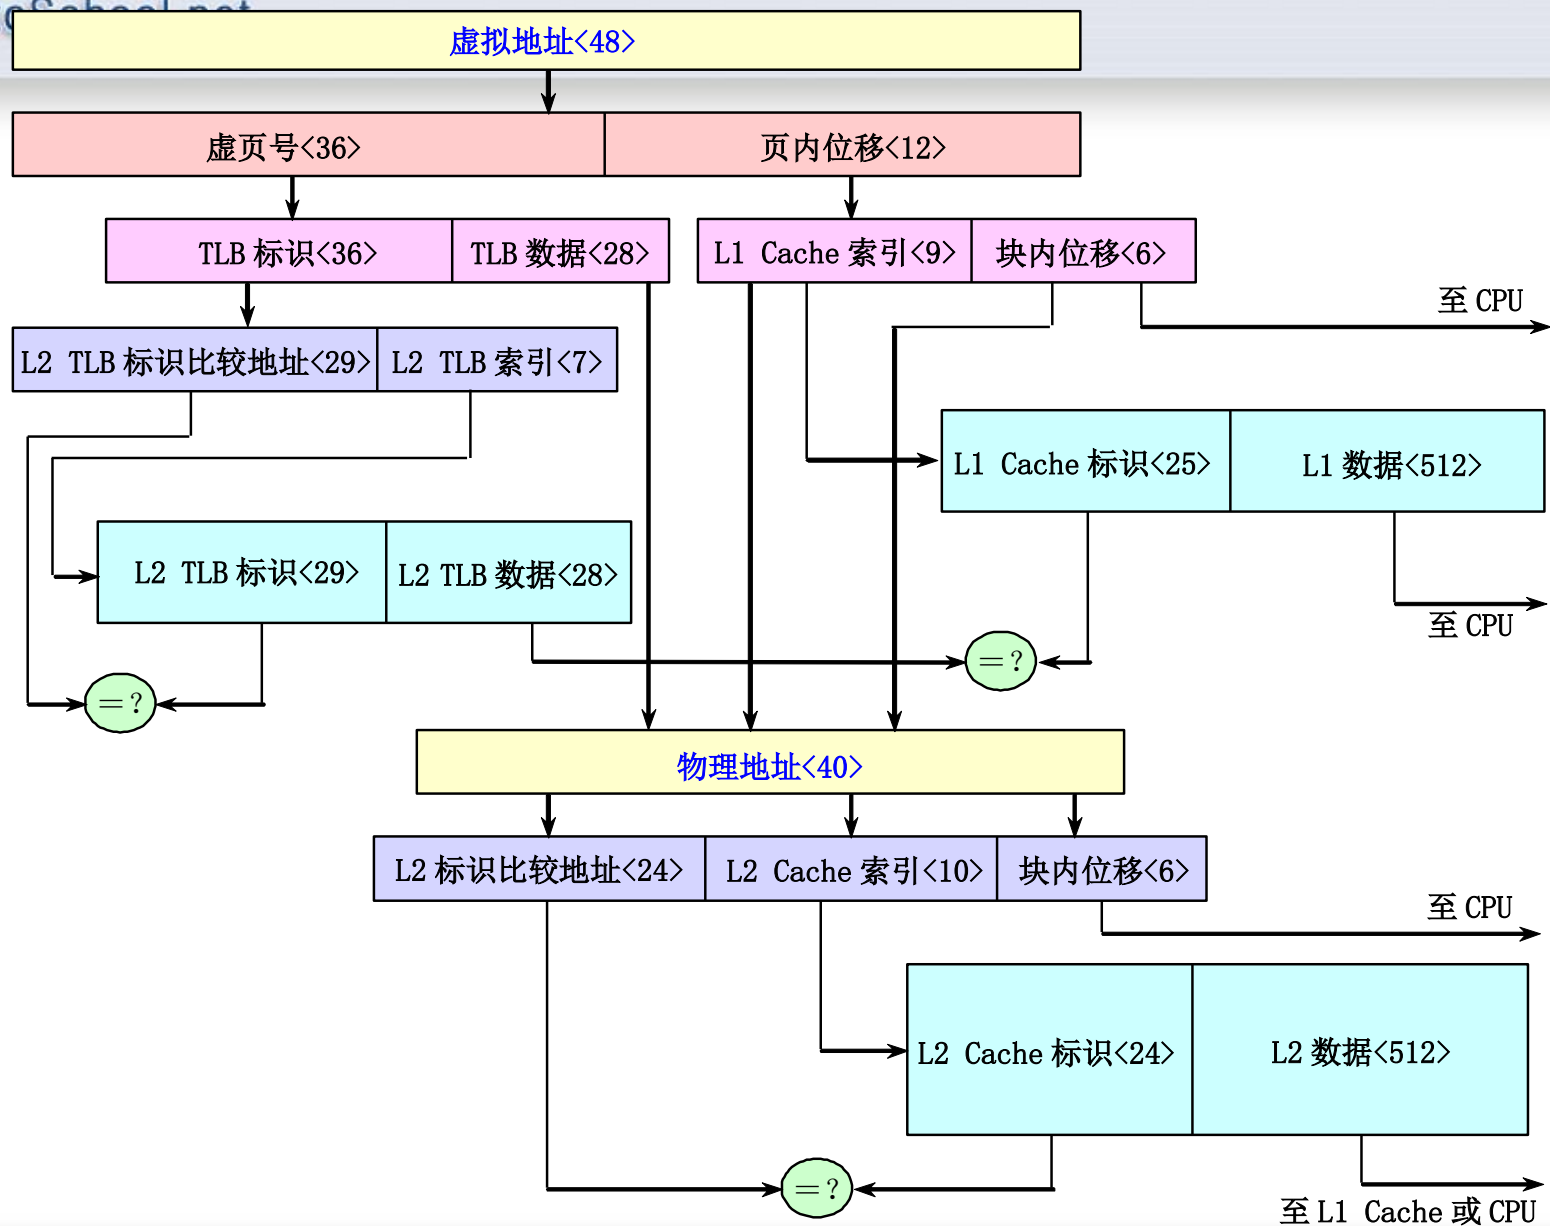 虚拟地址<48>
虚页号<36>
页内位移<12>
TLB 标识<36>
TLB 数据<28>
L1 Cache 索引<9>
块内位移<6>
至 CPU
L2 TLB 标识比较地址<29>
L2 TLB 索引<7>
L1 Cache 标识<25>
L1 数据<512>
L2 TLB 标识<29>
L2 TLB 数据<28>
至 CPU
=?
=?
物理地址<40>
L2 标识比较地址<24>
L2 Cache 索引<10>
块内位移<6>
至 CPU
L2 Cache 标识<24>
L2 数据<512>
=?
至 L1 Cache 或 CPU